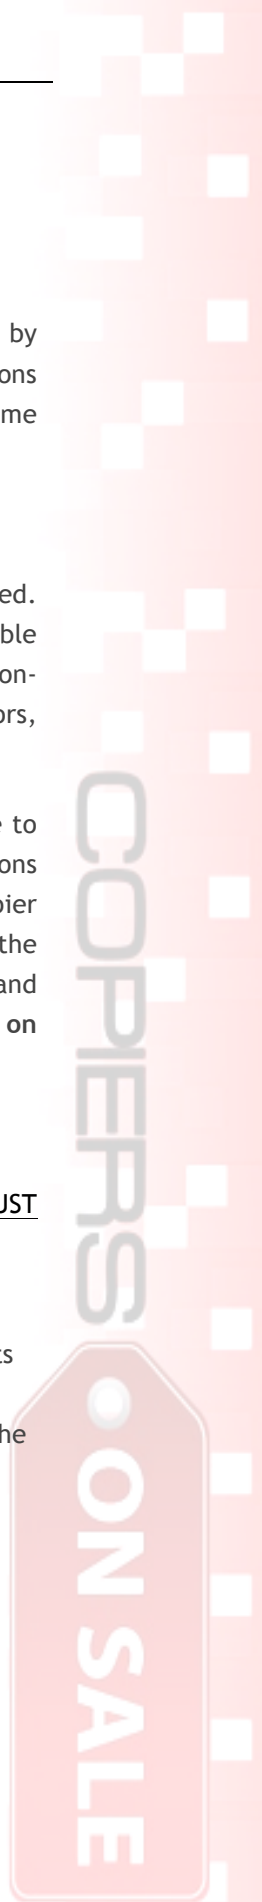 by
ons
me
ed.
ble
on-
ors,
e to
ons
pier
the
and
on
UST
ts
he
COPIERS
ON SALE